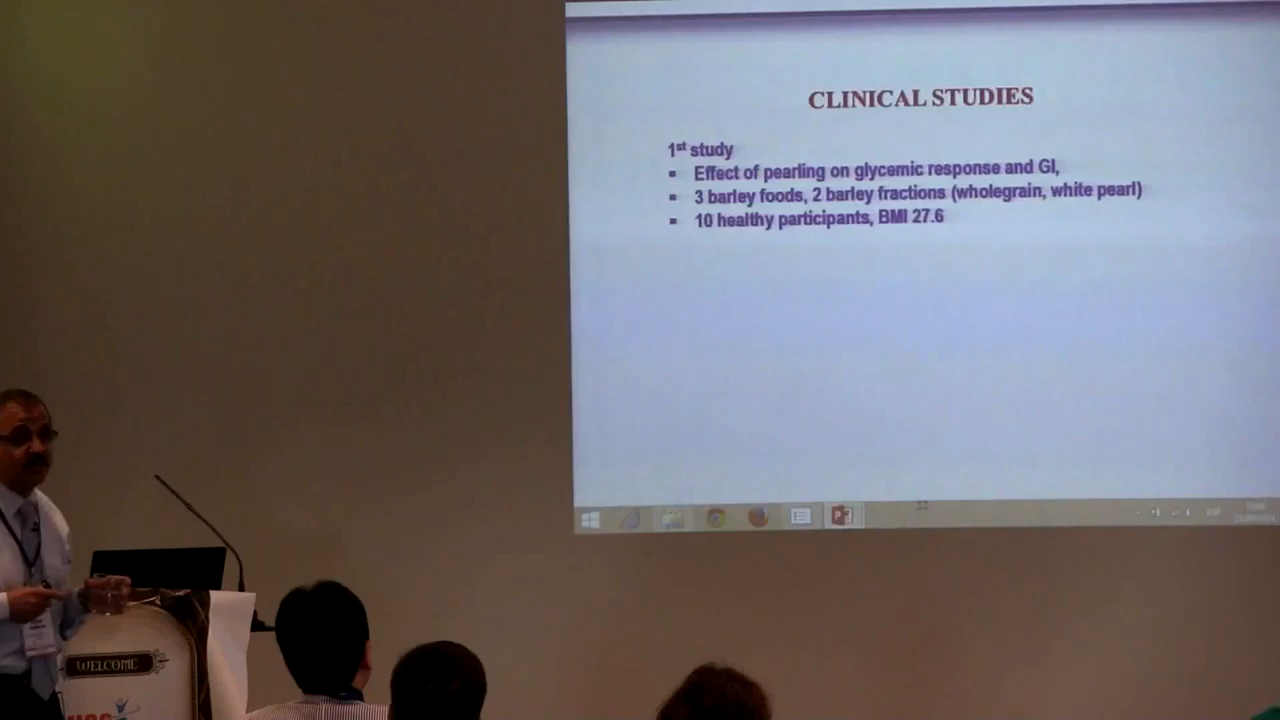 CLINICAL STUDIES
1st study
▪ Effect of pearling on glycemic response and GI,
▪ 3 barley foods, 2 barley fractions (wholegrain, white pearl)
▪ 10 healthy participants, BMI 27.6
WELCOME